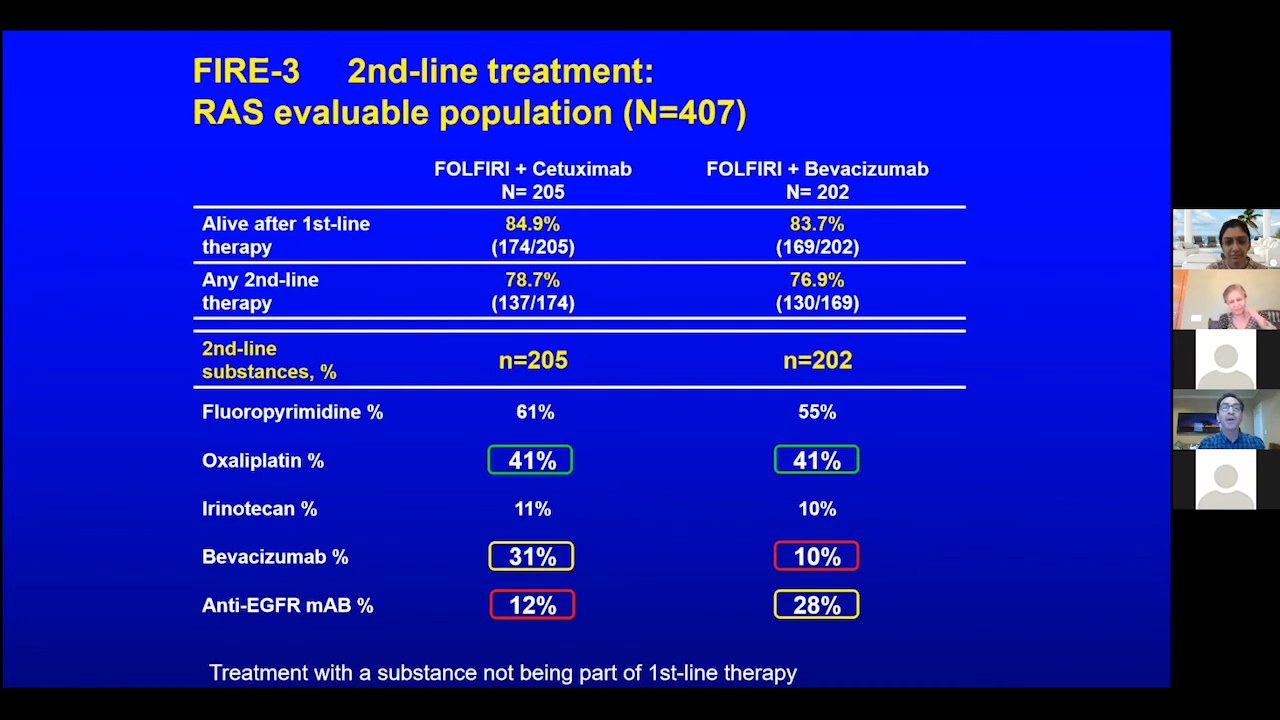 FIRE-3 2nd-line treatment:
RAS evaluable population (N=407)
FOLFIRI + Cetuximab FOLFIRI + Bevacizumab
N= 205 N= 202
Alive after 1st-line 84.9% 83.7%
therapy (174/205) (169/202)
Any 2nd-line 78.7% 76.9%
therapy (137/174) (130/169)
2nd-line
substances, % n=205 n=202
Fluoropyrimidine % 61% 55%
Oxaliplatin % 41% 41%
Irinotecan % 11% 10%
Bevacizumab % 31% 10%
Anti-EGFR mAB % 12% 28%
Treatment with a substance not being part of 1st-line therapy